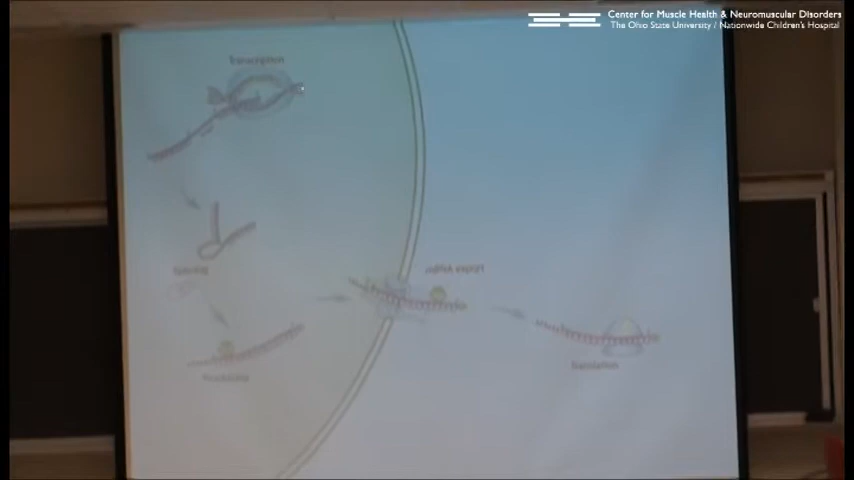 Center for Muscle Health & Neuromuscular Disorders
The Ohio State University / Nationwide Children's Hospital
Transcription
Splicing
mRNA export
Translation